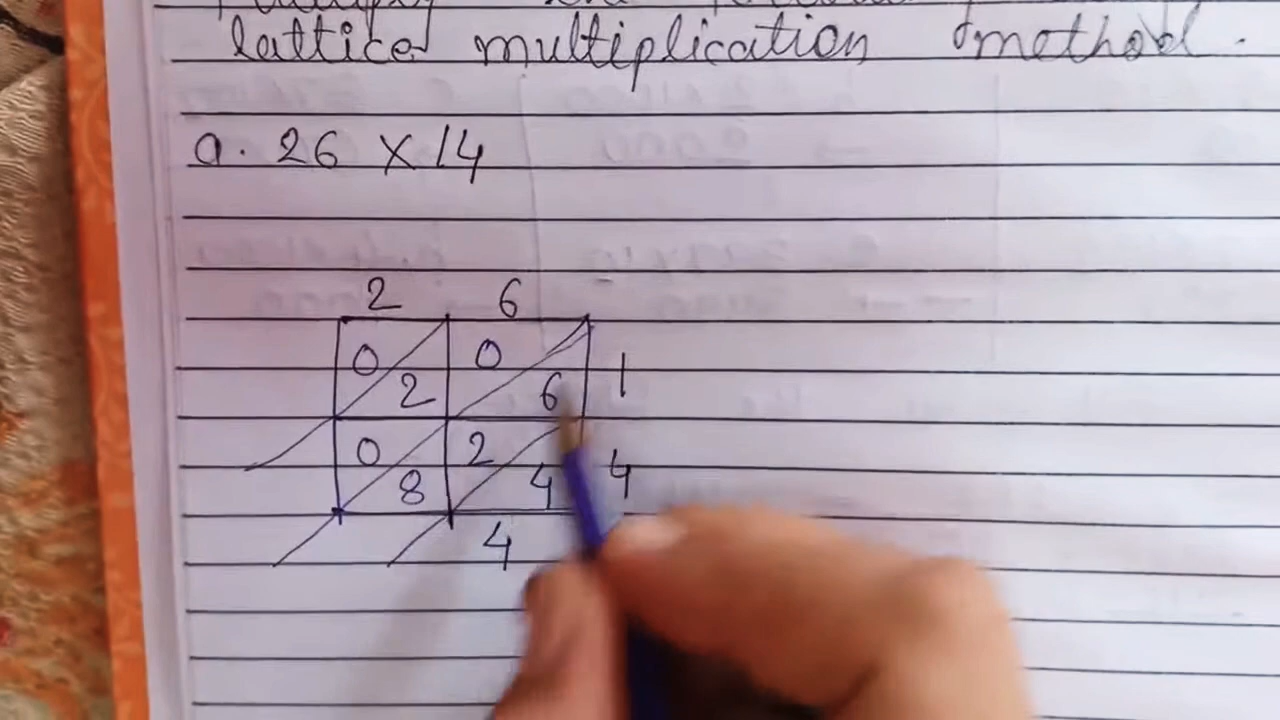 lattice multiplication method.
a. 26 X 14
2 6
0 0
2 6 1
0 2
8 4 4
4